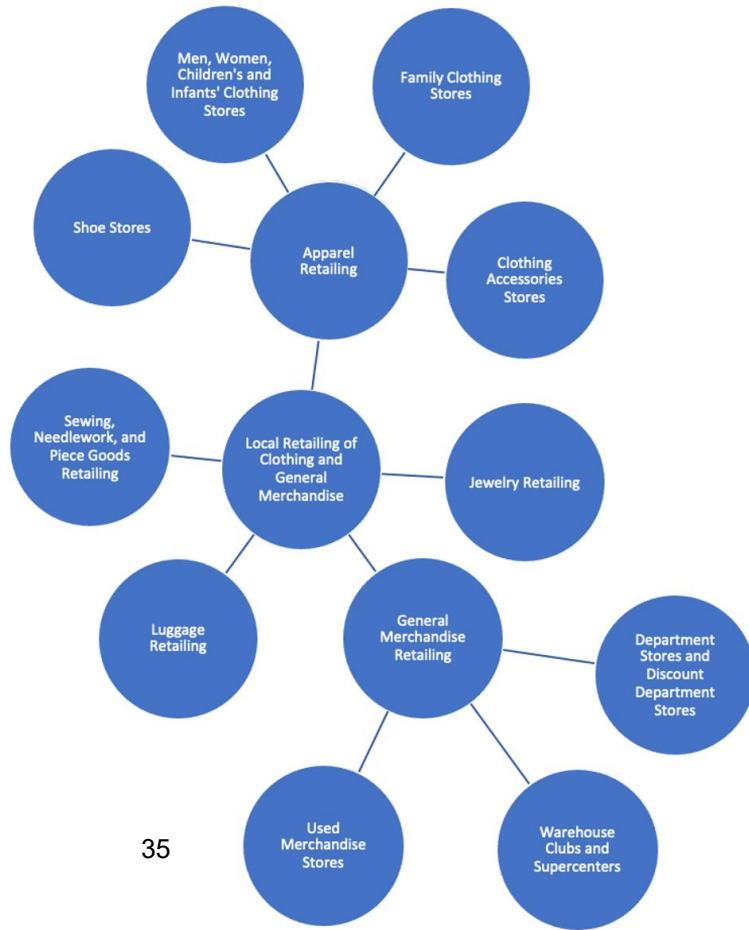 Men, Women,
Children's and
Infants' Clothing
Stores
Family Clothing
Stores
Shoe Stores
Apparel
Retailing
Clothing
Accessories
Stores
Sewing,
Needlework, and
Piece Goods
Retailing
Local Retailing of
Clothing and
General
Merchandise
Jewelry Retailing
Luggage
Retailing
General
Merchandise
Retailing
Department
Stores and
Discount
Department
Stores
35
Used
Merchandise
Stores
Warehouse
Clubs and
Supercenters